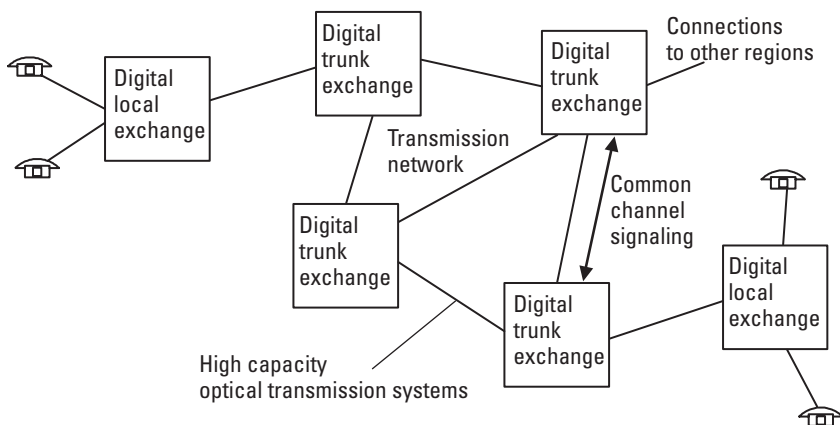 Digital
local
exchange
Digital
trunk
exchange
Digital
trunk
exchange
Connections
to other regions
Transmission
network
Digital
trunk
exchange
Common
channel
signaling
Digital
trunk
exchange
Digital
local
exchange
High capacity
optical transmission systems